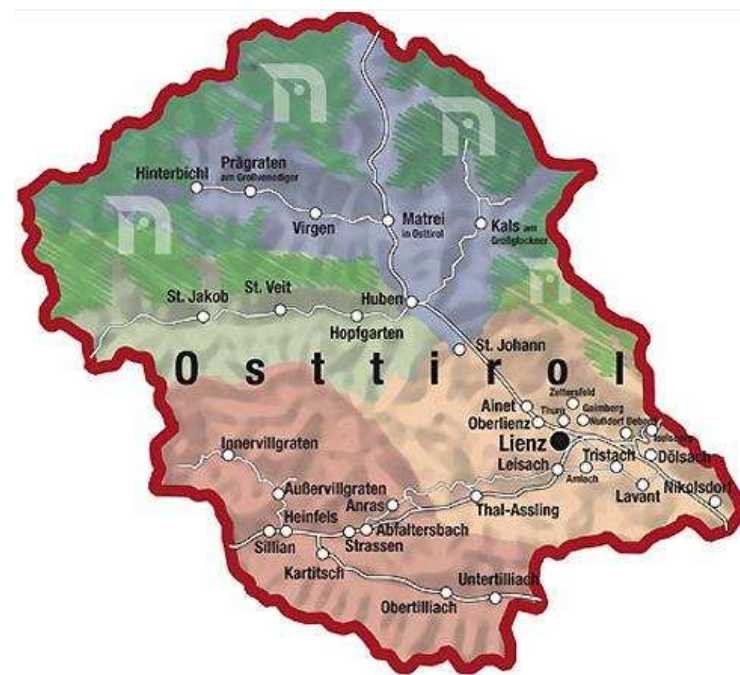 Prägraten
am Großvenediger
Hinterbichl
Virgen
Matrei
in Osttirol
Kals am
Großglockner
St. Jakob
St. Veit
Huben
Hopfgarten
St. Johann
Osttirol
Zettersfeld
Ainet
Thurn
Gaimberg
Oberlienz
Nußdorf Debant
Iselsberg
Lienz
Innervillgraten
Leisach
Tristach
Dölsach
Amlach
Außervillgraten
Lavant
Nikolsdorf
Anras
Thal-Assling
Heinfels
Abfaltersbach
Sillian
Strassen
Kartitsch
Untertilliach
Obertilliach